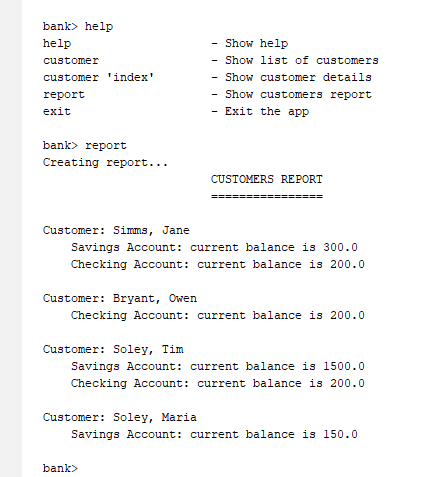 bank> help
help - Show help
customer - Show list of customers
customer 'index' - Show customer details
report - Show customers report
exit - Exit the app
bank> report
Creating report...
CUSTOMERS REPORT
================
Customer: Simms, Jane
Savings Account: current balance is 300.0
Checking Account: current balance is 200.0
Customer: Bryant, Owen
Checking Account: current balance is 200.0
Customer: Soley, Tim
Savings Account: current balance is 1500.0
Checking Account: current balance is 200.0
Customer: Soley, Maria
Savings Account: current balance is 150.0
bank>